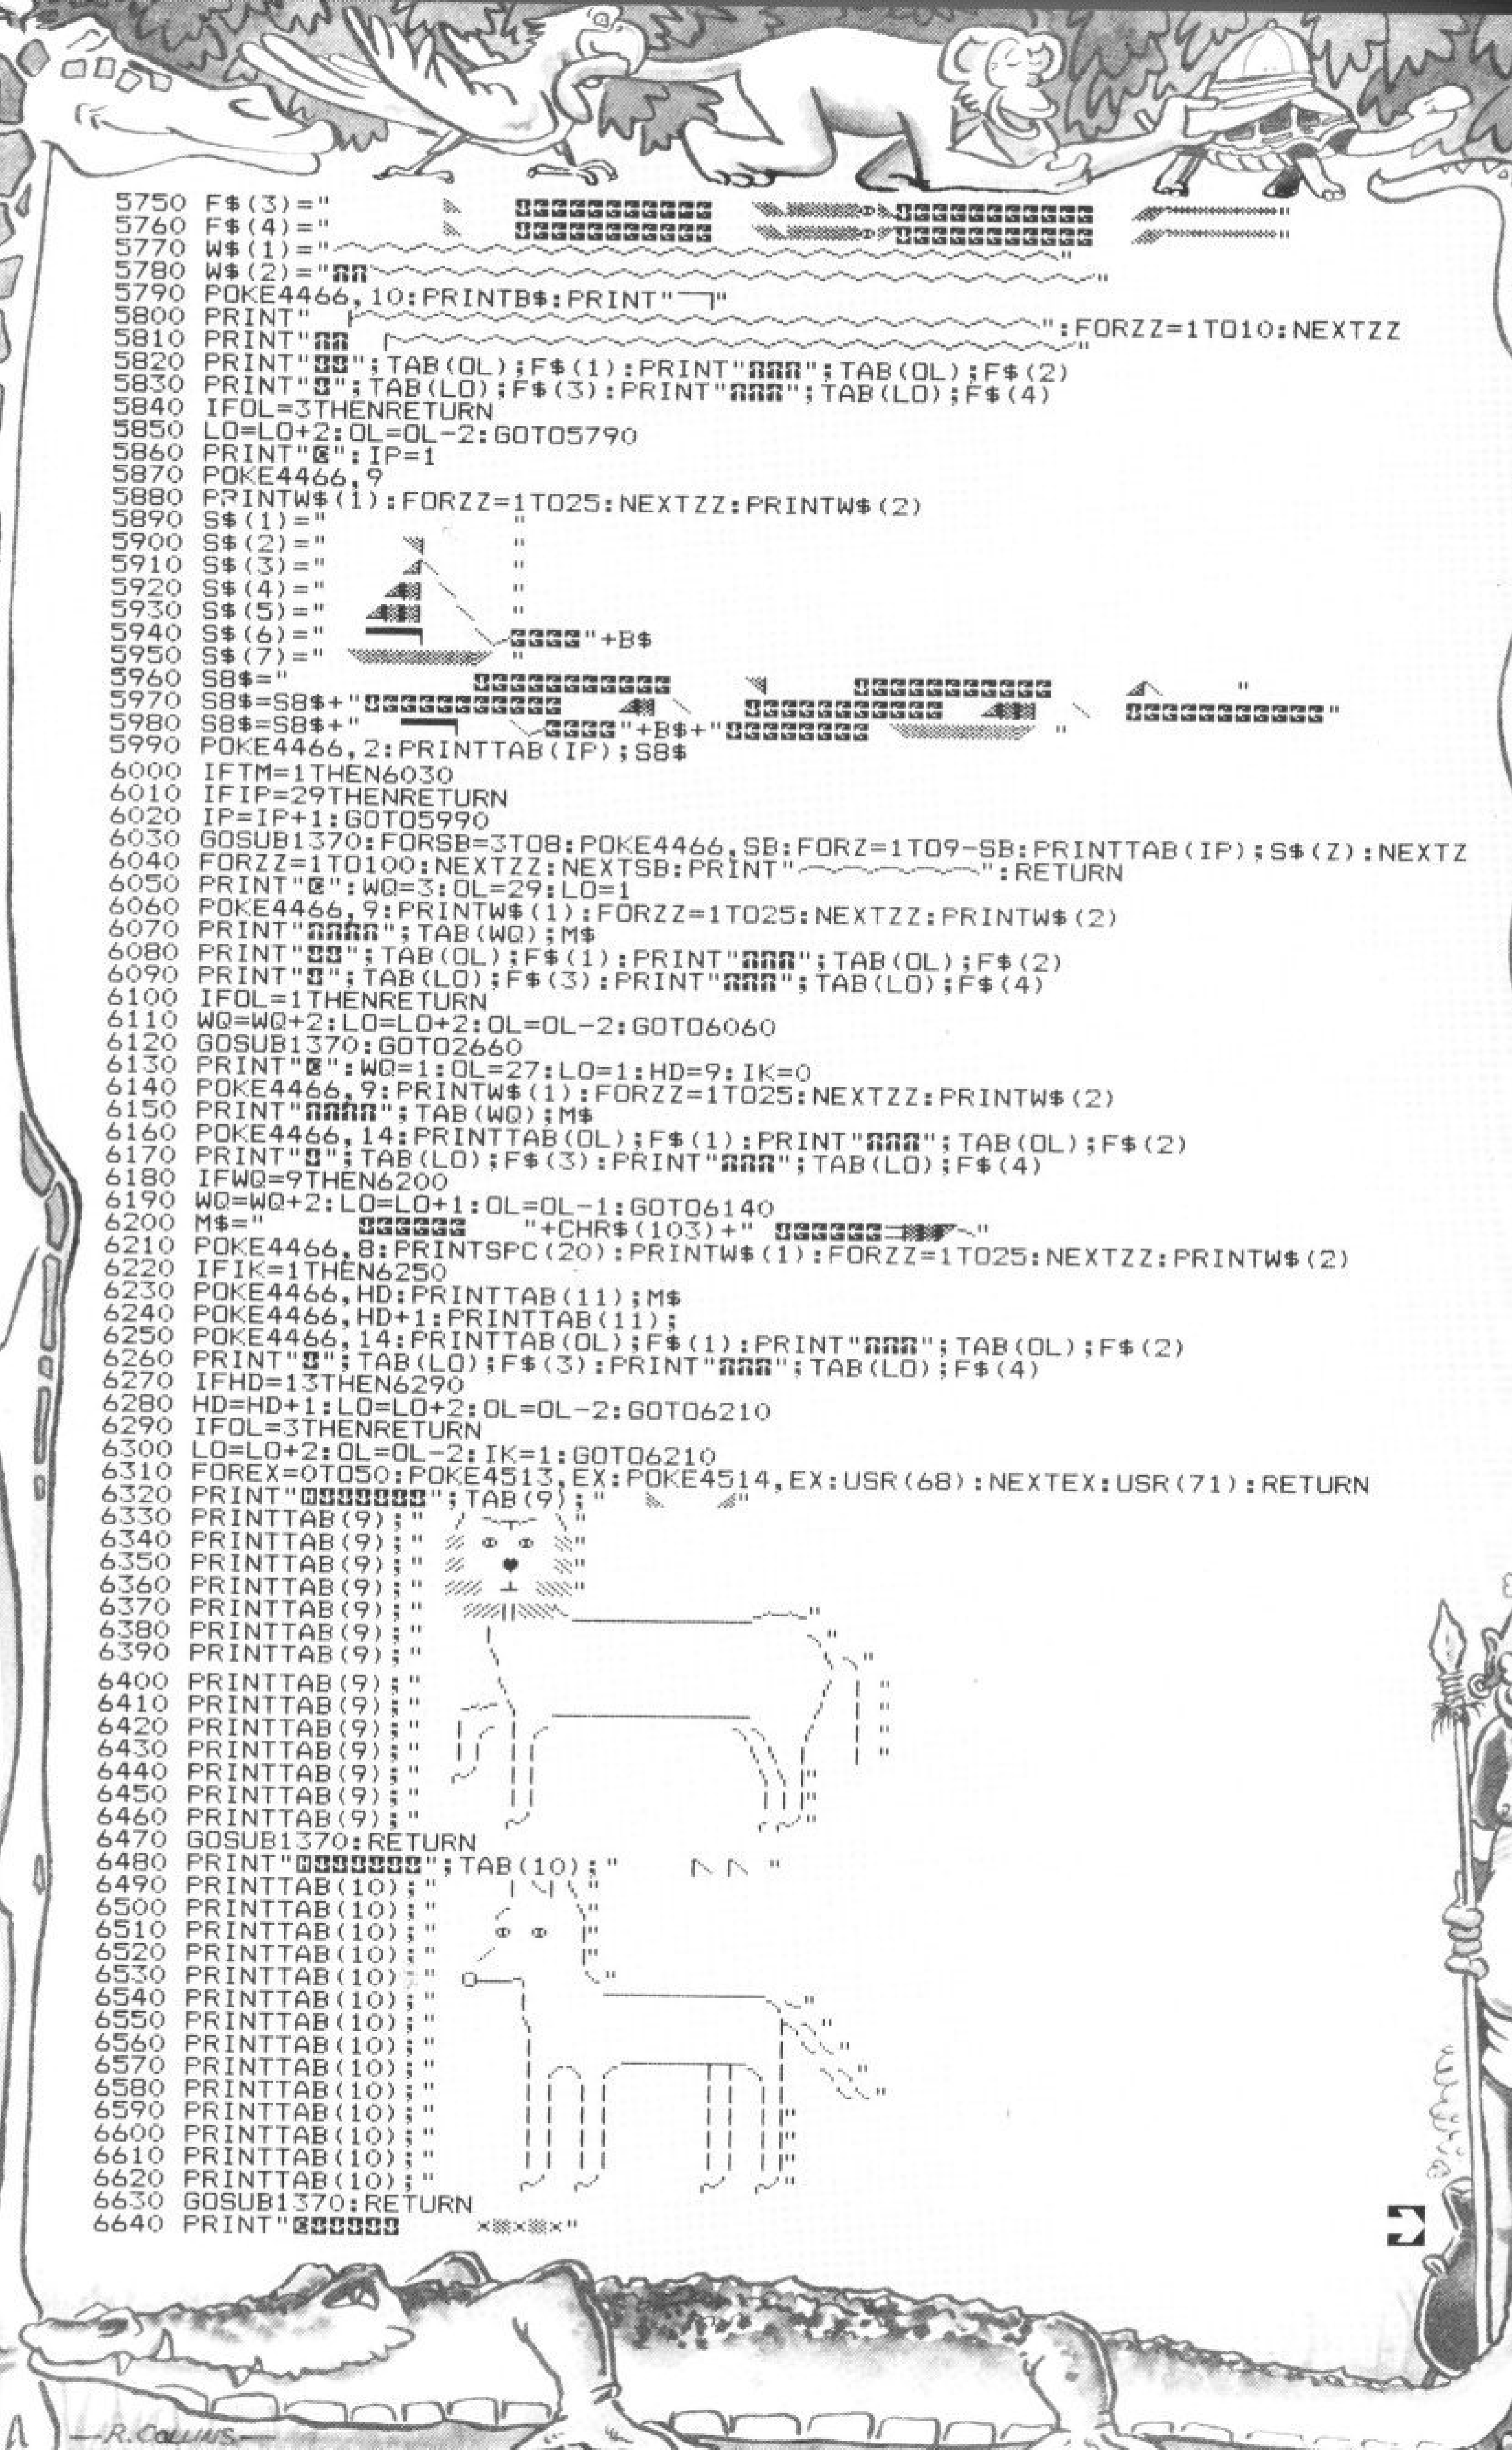 5750 F$(3)="
5760 F$(4)="
5770 W$(1)="
5780 W$(2)="
5790 POKE4466,10:PRINTB$:PRINT" "
5800 PRINT" ":FORZZ=1TO10:NEXTZZ
5810 PRINT" "
5820 PRINT" ";TAB(OL);F$(1):PRINT" ";TAB(OL);F$(2)
5830 PRINT" ";TAB(LO);F$(3):PRINT" ";TAB(LO);F$(4)
5840 IFOL=3THENRETURN
5850 LO=LO+2:OL=OL-2:GOTO5790
5860 PRINT"C":IP=1
5870 POKE4466,9
5880 PRINTW$(1):FORZZ=1TO25:NEXTZZ:PRINTW$(2)
5890 S$(1)=" "
5900 S$(2)=" "
5910 S$(3)=" "
5920 S$(4)=" "
5930 S$(5)=" "
5940 S$(6)=" "+B$
5950 S$(7)=" "
5960 S8$=" "
5970 S8$=S8$+" "
5980 S8$=S8$+" "+B$+" "
5990 POKE4466,2:PRINTTAB(IP);S8$
6000 IFTM=1THEN6030
6010 IFIP=29THENRETURN
6020 IP=IP+1:GOTO5990
6030 GOSUB1370:FORSB=3TO8:POKE4466,SB:FORZ=1TO9-SB:PRINTTAB(IP);S$(Z):NEXTZ
6040 FORZZ=1TO100:NEXTZZ:NEXTSB:PRINT" ":RETURN
6050 PRINT"C":WQ=3:OL=29:LO=1
6060 POKE4466,9:PRINTW$(1):FORZZ=1TO25:NEXTZZ:PRINTW$(2)
6070 PRINT" ";TAB(WQ);M$
6080 PRINT" ";TAB(OL);F$(1):PRINT" ";TAB(OL);F$(2)
6090 PRINT" ";TAB(LO);F$(3):PRINT" ";TAB(LO);F$(4)
6100 IFOL=1THENRETURN
6110 WQ=WQ+2:LO=LO+2:OL=OL-2:GOTO6060
6120 GOSUB1370:GOTO2660
6130 PRINT"C":WQ=1:OL=27:LO=1:HD=9:IK=0
6140 POKE4466,9:PRINTW$(1):FORZZ=1TO25:NEXTZZ:PRINTW$(2)
6150 PRINT" ";TAB(WQ);M$
6160 POKE4466,14:PRINTTAB(OL);F$(1):PRINT" ";TAB(OL);F$(2)
6170 PRINT" ";TAB(LO);F$(3):PRINT" ";TAB(LO);F$(4)
6180 IFWQ=9THEN6200
6190 WQ=WQ+2:LO=LO+1:OL=OL-1:GOTO6140
6200 M$=" "+CHR$(103)+" "
6210 POKE4466,8:PRINTSPC(20):PRINTW$(1):FORZZ=1TO25:NEXTZZ:PRINTW$(2)
6220 IFIK=1THEN6250
6230 POKE4466,HD:PRINTTAB(11);M$
6240 POKE4466,HD+1:PRINTTAB(11);
6250 POKE4466,14:PRINTTAB(OL);F$(1):PRINT" ";TAB(OL);F$(2)
6260 PRINT" ";TAB(LO);F$(3):PRINT" ";TAB(LO);F$(4)
6270 IFHD=13THEN6290
6280 HD=HD+1:LO=LO+2:OL=OL-2:GOTO6210
6290 IFOL=3THENRETURN
6300 LO=LO+2:OL=OL-2:IK=1:GOTO6210
6310 FOREX=0TO50:POKE4513,EX:POKE4514,EX:USR(68):NEXTEX:USR(71):RETURN
6320 PRINT" ";TAB(9);" "
6330 PRINTTAB(9);" "
6340 PRINTTAB(9);" "
6350 PRINTTAB(9);" ♥ "
6360 PRINTTAB(9);" "
6370 PRINTTAB(9);" "
6380 PRINTTAB(9);" "
6390 PRINTTAB(9);" "
6400 PRINTTAB(9);" "
6410 PRINTTAB(9);" "
6420 PRINTTAB(9);" "
6430 PRINTTAB(9);" "
6440 PRINTTAB(9);" "
6450 PRINTTAB(9);" "
6460 PRINTTAB(9);" "
6470 GOSUB1370:RETURN
6480 PRINT" ";TAB(10);" "
6490 PRINTTAB(10);" "
6500 PRINTTAB(10);" "
6510 PRINTTAB(10);" "
6520 PRINTTAB(10);" "
6530 PRINTTAB(10) " "
6540 PRINTTAB(10);" "
6550 PRINTTAB(10);" "
6560 PRINTTAB(10);" "
6570 PRINTTAB(10);" "
6580 PRINTTAB(10);" "
6590 PRINTTAB(10);" "
6600 PRINTTAB(10);" "
6610 PRINTTAB(10);" "
6620 PRINTTAB(10);" "
6630 GOSUB1370:RETURN
6640 PRINT" "
R. COLLINS